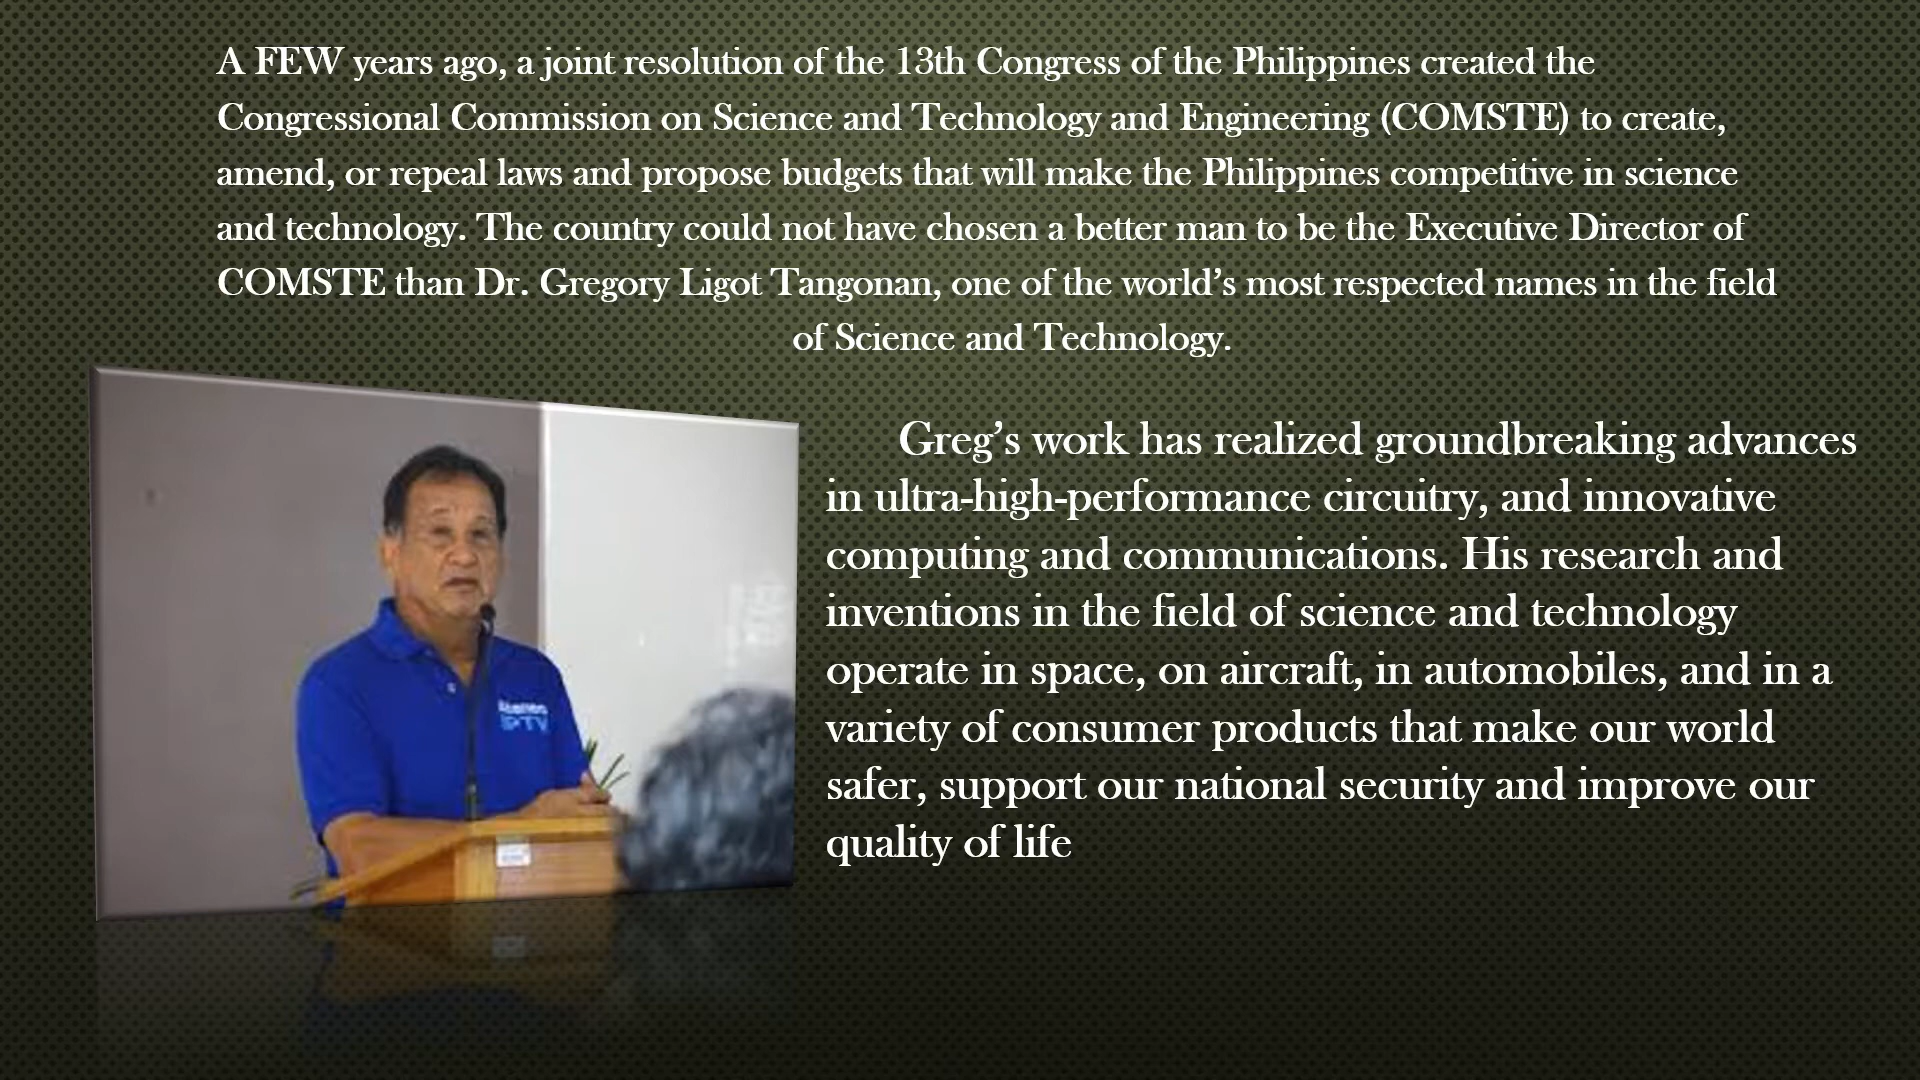 A FEW years ago, a joint resolution of the 13th Congress of the Philippines created the
Congressional Commission on Science and Technology and Engineering (COMSTE) to create,
amend, or repeal laws and propose budgets that will make the Philippines competitive in science
and technology. The country could not have chosen a better man to be the Executive Director of
COMSTE than Dr. Gregory Ligot Tangonan, one of the world’s most respected names in the field
of Science and Technology.
Greg’s work has realized groundbreaking advances
in ultra-high-performance circuitry, and innovative
computing and communications. His research and
inventions in the field of science and technology
operate in space, on aircraft, in automobiles, and in a
variety of consumer products that make our world
safer, support our national security and improve our
quality of life
IPTV